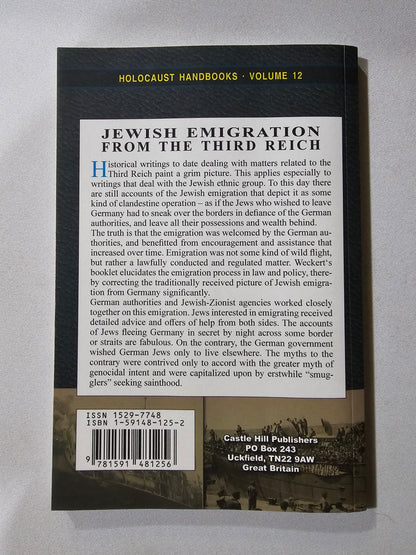 HOLOCAUST HANDBOOKS · VOLUME 12
JEWISH EMIGRATION
FROM THE THIRD REICH
Historical writings to date dealing with matters related to the
Third Reich paint a grim picture. This applies especially to
writings that deal with the Jewish ethnic group. To this day there
are still accounts of the Jewish emigration that depict it as some
kind of clandestine operation – as if the Jews who wished to leave
Germany had to sneak over the borders in defiance of the German
authorities, and leave all their possessions and wealth behind.
The truth is that the emigration was welcomed by the German au-
thorities, and benefitted from encouragement and assistance that
increased over time. Emigration was not some kind of wild flight,
but rather a lawfully conducted and regulated matter. Weckert's
booklet elucidates the emigration process in law and policy, there-
by correcting the traditionally received picture of Jewish emigra-
tion from Germany significantly.
German authorities and Jewish-Zionist agencies worked closely
together on this emigration. Jews interested in emigrating received
detailed advice and offers of help from both sides. The accounts
of Jews fleeing Germany in secret by night across some border
or straits are fabulous. On the contrary, the German government
wished German Jews only to live elsewhere. The myths to the
contrary were contrived only to accord with the greater myth of
genocidal intent and were capitalized upon by erstwhile "smug-
glers" seeking sainthood.
ISSN 1529-7748
ISBN 1-59148-125-2
9 781591 481256
Castle Hill Publishers
PO Box 243
Uckfield, TN22 9AW
Great Britain